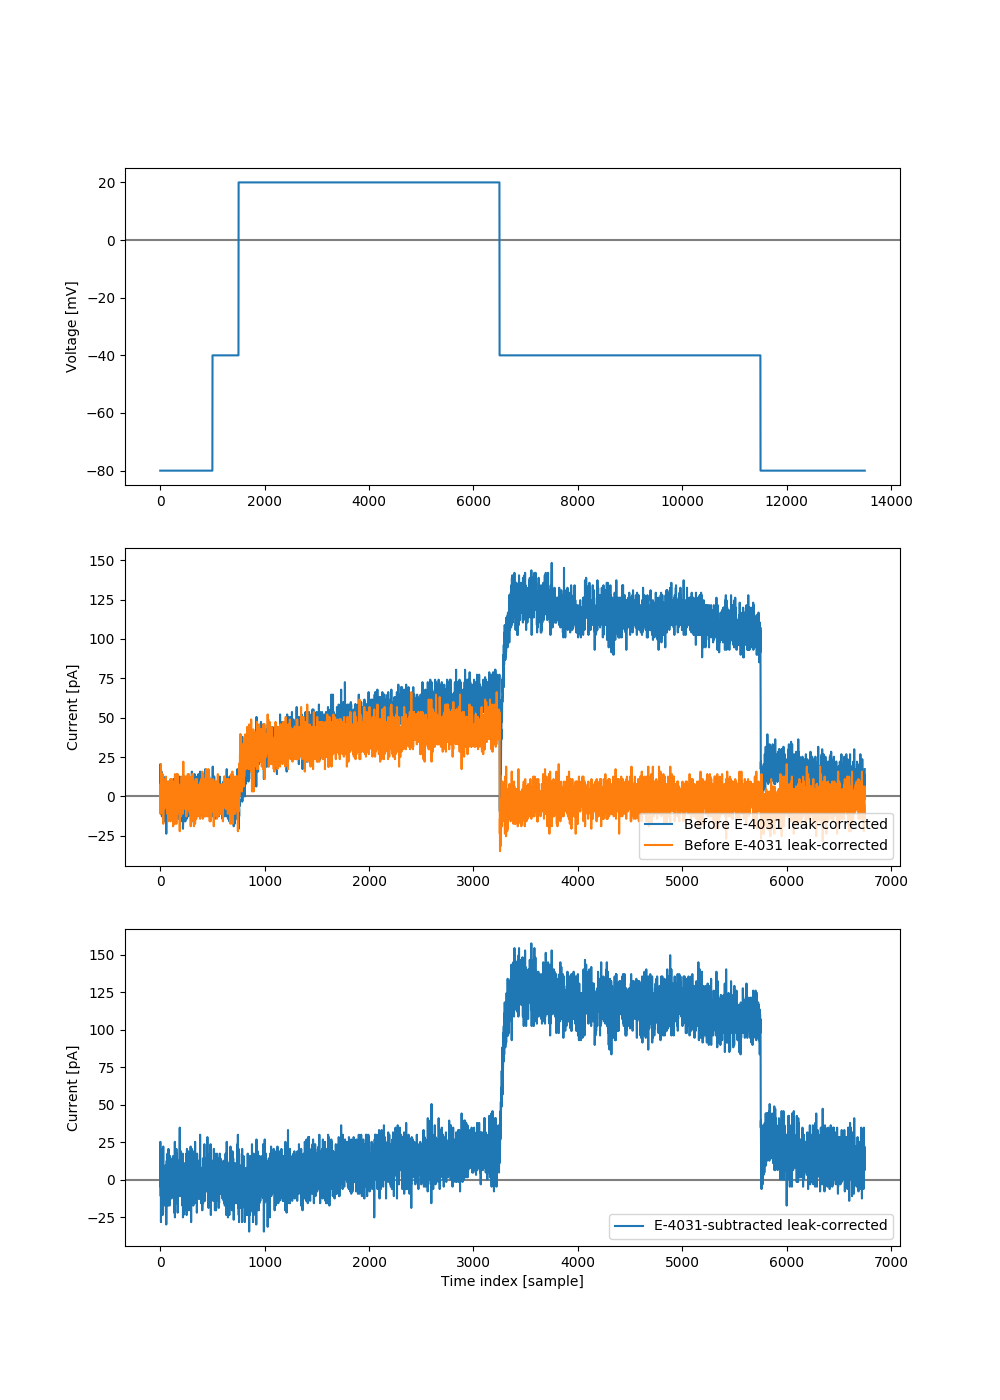 20
0
−20
−40
−60
−80
Voltage [mV]
0 2000 4000 6000 8000 10000 12000 14000
150
125
100
75
50
25
0
−25
Current [pA]
Before E-4031 leak-corrected
Before E-4031 leak-corrected
0 1000 2000 3000 4000 5000 6000 7000
150
125
100
75
50
25
0
−25
Current [pA]
E-4031-subtracted leak-corrected
0 1000 2000 3000 4000 5000 6000 7000
Time index [sample]